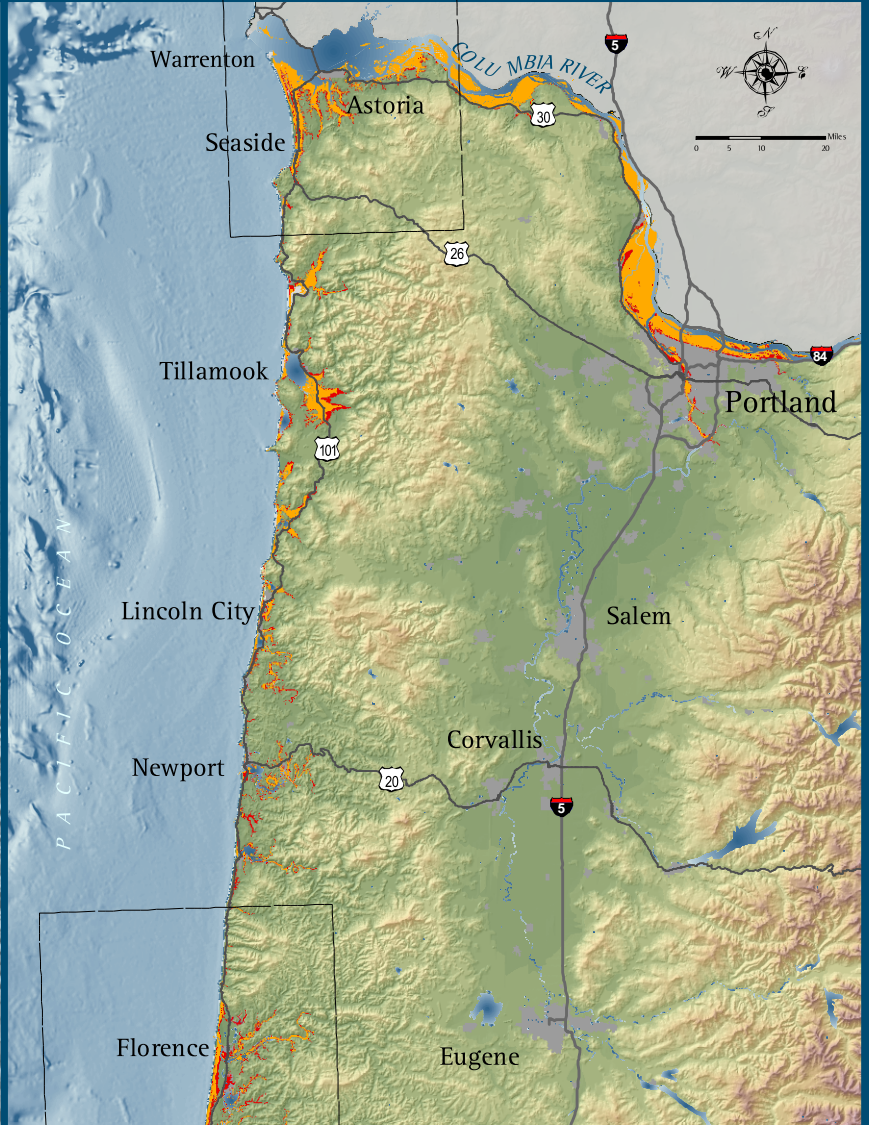 Warrenton
COLUMBIA RIVER
5
N
W
E
S
Astoria
30
Miles
0 5 10 20
Seaside
26
84
Tillamook
Portland
101
PACIFIC OCEAN
Lincoln City
Salem
Corvallis
Newport
20
5
Florence
Eugene